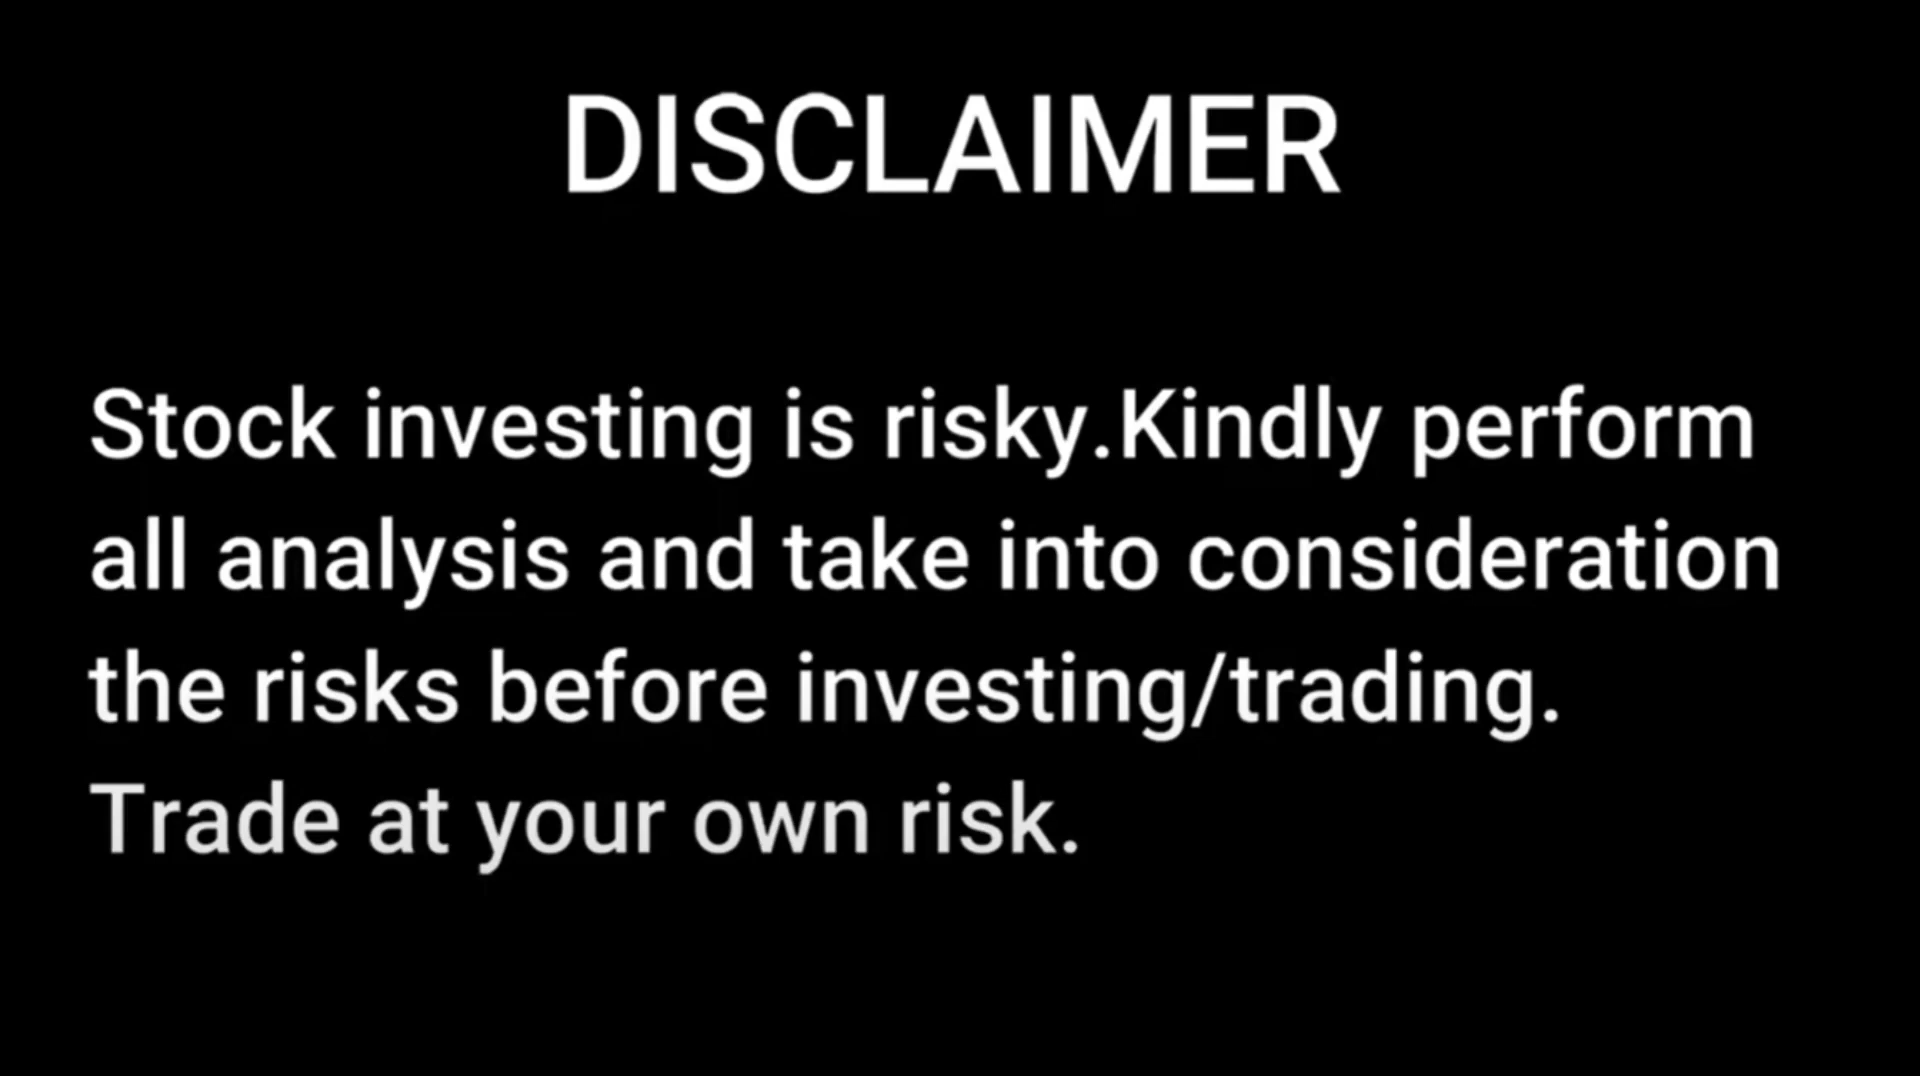 DISCLAIMER
Stock investing is risky.Kindly perform
all analysis and take into consideration
the risks before investing/trading.
Trade at your own risk.